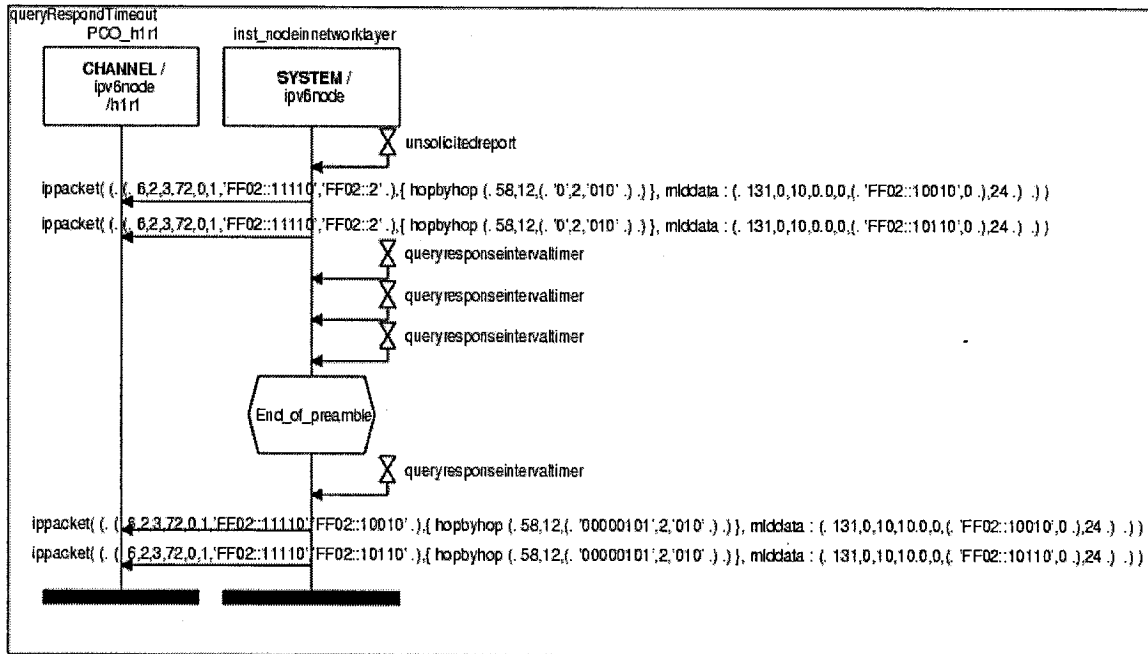 queryRespondTimeout
PCO_h1r1 inst_nodeinnetworklayer
CHANNEL / SYSTEM /
ipv6node ipv6node
/h1r1
unsolicitedreport
ippacket( (. (. 6,2,3,72,0,1,'FF02::11110','FF02::2' .),{ hopbyhop (. 58,12,(. '0',2,'010' .) .) }, mlddata : (. 131,0,10,0.0,0,(. 'FF02::10010',0 .),24 .) .) )
ippacket( (. (. 6,2,3,72,0,1,'FF02::11110','FF02::2' .),{ hopbyhop (. 58,12,(. '0',2,'010' .) .) }, mlddata : (. 131,0,10,0.0,0,(. 'FF02::10110',0 .),24 .) .) )
queryresponseintervaltimer
queryresponseintervaltimer
queryresponseintervaltimer
End_of_preamble
queryresponseintervaltimer
ippacket( (. (. 6,2,3,72,0,1,'FF02::11110','FF02::10010' .),{ hopbyhop (. 58,12,(. '00000101',2,'010' .) .) }, mlddata : (. 131,0,10,10.0,0,(. 'FF02::10010',0 .),24 .) .) )
ippacket( (. (. 6,2,3,72,0,1,'FF02::11110','FF02::10110' .),{ hopbyhop (. 58,12,(. '00000101',2,'010' .) .) }, mlddata : (. 131,0,10,10.0,0,(. 'FF02::10110',0 .),24 .) .) )